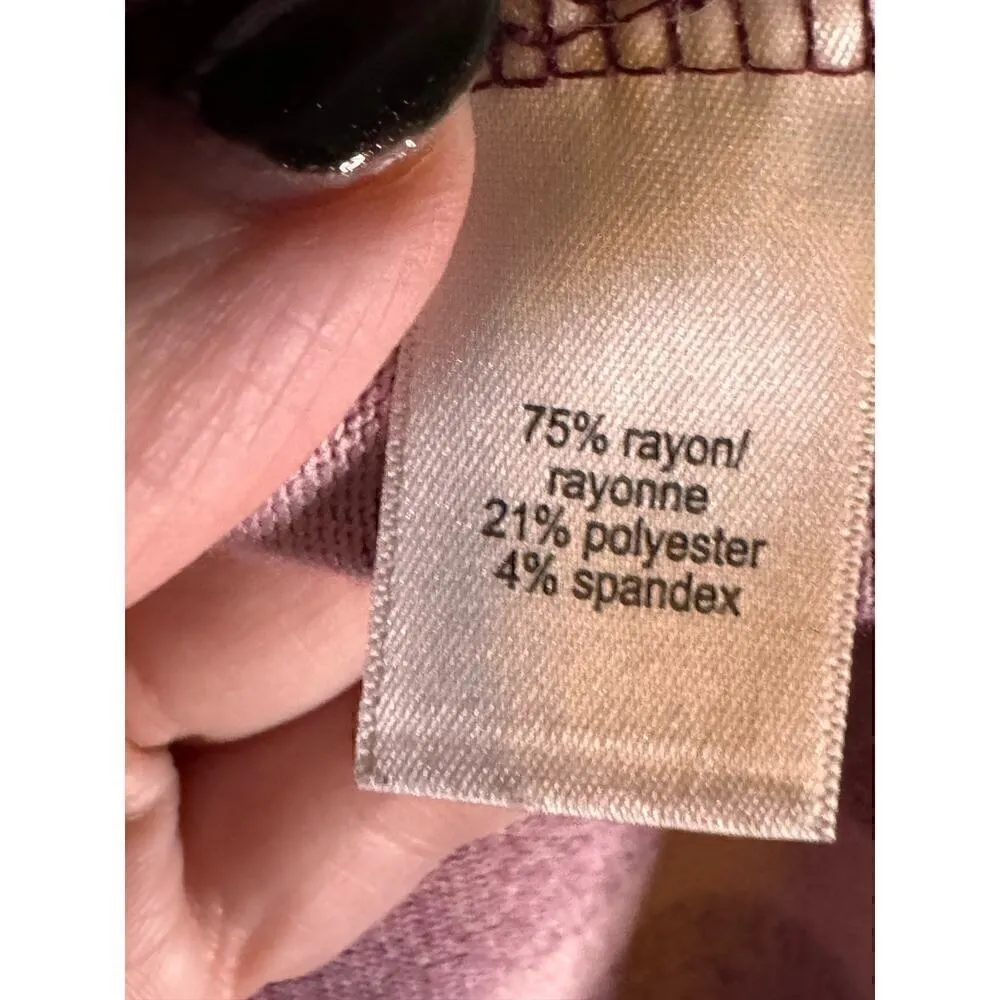 75% rayon/
rayonne
21% polyester
4% spandex